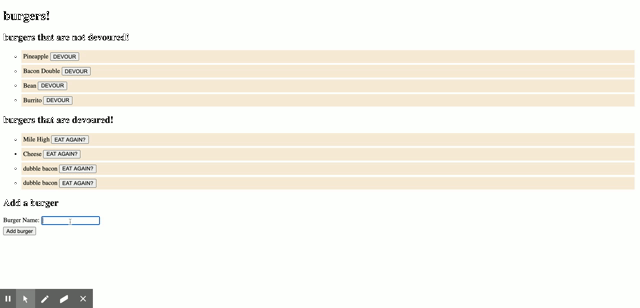 burgers!
burgers that are not devoured!
Pineapple DEVOUR
Bacon Double DEVOUR
Bean DEVOUR
Burrito DEVOUR
burgers that are devoured!
Mile High EAT AGAIN?
Cheese EAT AGAIN?
dubble bacon EAT AGAIN?
dubble bacon EAT AGAIN?
Add a burger
Burger Name:
Add burger